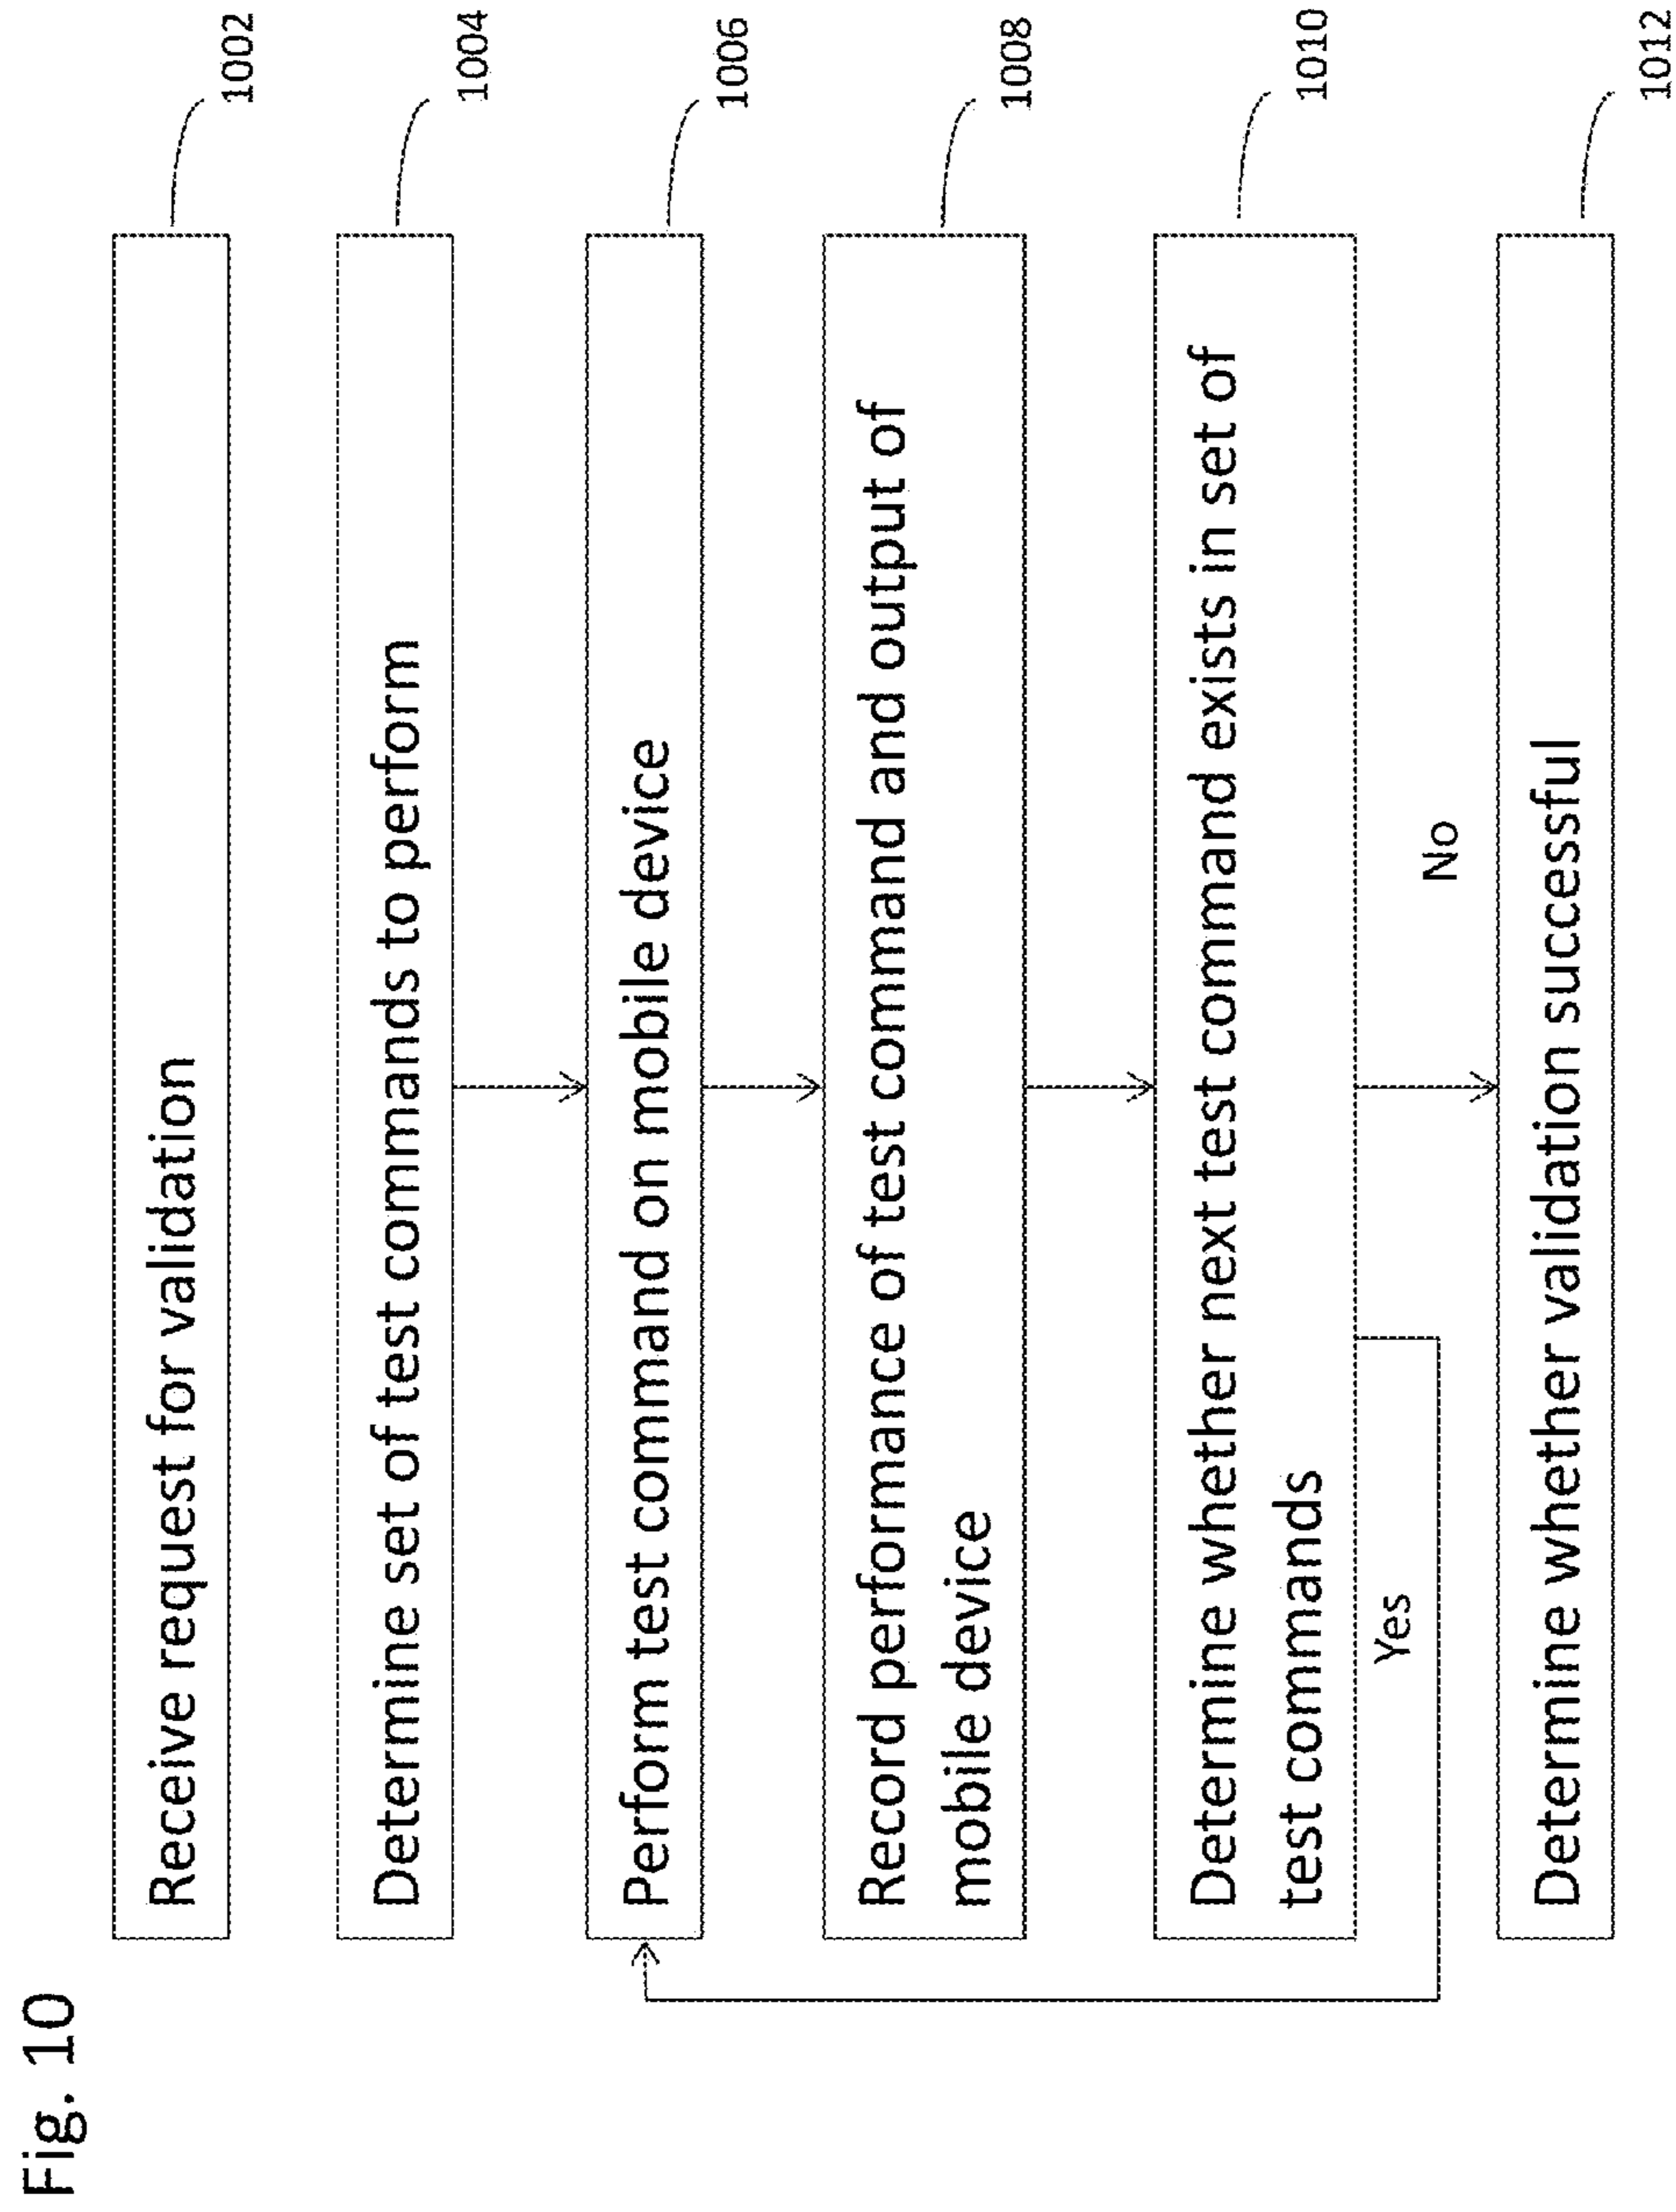 Fig. 10
Receive request for validation
1002
Determine set of test commands to perform
1004
Perform test command on mobile device
1006
Record performance of test command and output of
mobile device
1008
Determine whether next test command exists in set of
test commands
1010
Yes
No
Determine whether validation successful
1012